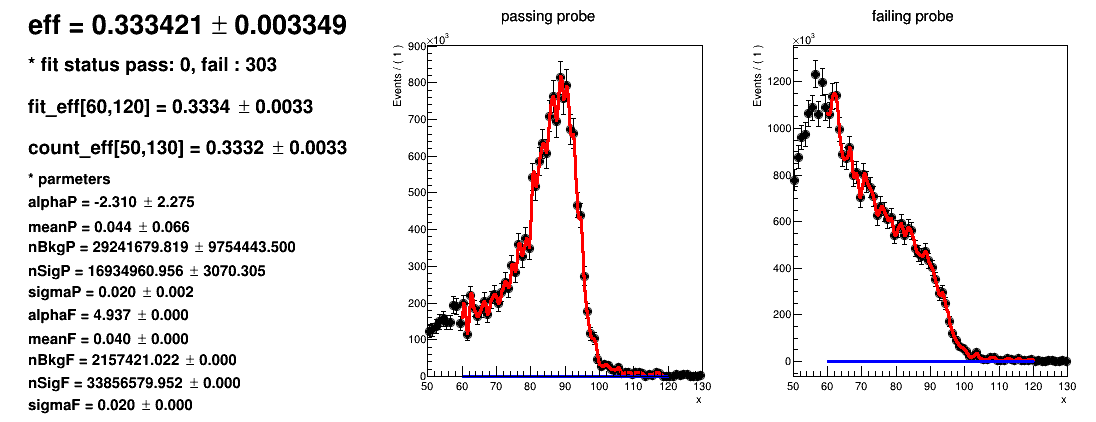 eff = 0.333421 ± 0.003349
* fit status pass: 0, fail : 303
fit_eff[60,120] = 0.3334 ± 0.0033
count_eff[50,130] = 0.3332 ± 0.0033
* parmeters
alphaP = -2.310 ± 2.275
meanP = 0.044 ± 0.066
nBkgP = 29241679.819 ± 9754443.500
nSigP = 16934960.956 ± 3070.305
sigmaP = 0.020 ± 0.002
alphaF = 4.937 ± 0.000
meanF = 0.040 ± 0.000
nBkgF = 2157421.022 ± 0.000
nSigF = 33856579.952 ± 0.000
sigmaF = 0.020 ± 0.000
passing probe
×10³
Events / ( 1 )
900
800
700
600
500
400
300
200
100
0
50 60 70 80 90 100 110 120 130
x
failing probe
×10³
Events / ( 1 )
1200
1000
800
600
400
200
0
50 60 70 80 90 100 110 120 130
x